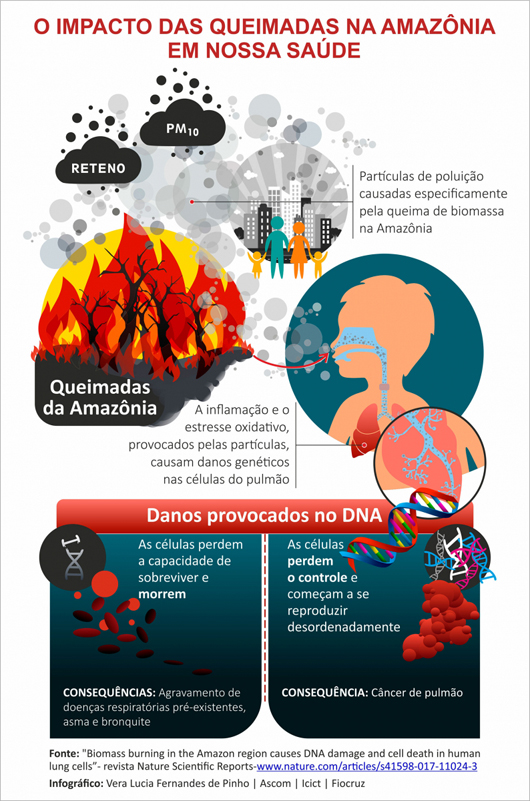 O IMPACTO DAS QUEIMADAS NA AMAZÔNIA
EM NOSSA SAÚDE
PM10
RETENO
Partículas de poluição
causadas especificamente
pela queima de biomassa
na Amazônia
Queimadas
da Amazônia
A inflamação e o
estresse oxidativo,
provocados pelas partículas,
causam danos genéticos
nas células do pulmão
Danos provocados no DNA
As células perdem
a capacidade de
sobreviver e
morrem
CONSEQUÊNCIAS: Agravamento de
doenças respiratórias pré-existentes,
asma e bronquite
As células
perdem
o controle e
começam a se
reproduzir
desordenadamente
CONSEQUÊNCIA: Câncer de pulmão
Fonte: "Biomass burning in the Amazon region causes DNA damage and cell death in human
lung cells”- revista Nature Scientific Reports-www.nature.com/articles/s41598-017-11024-3
Infográfico: Vera Lucia Fernandes de Pinho | Ascom | Icict | Fiocruz